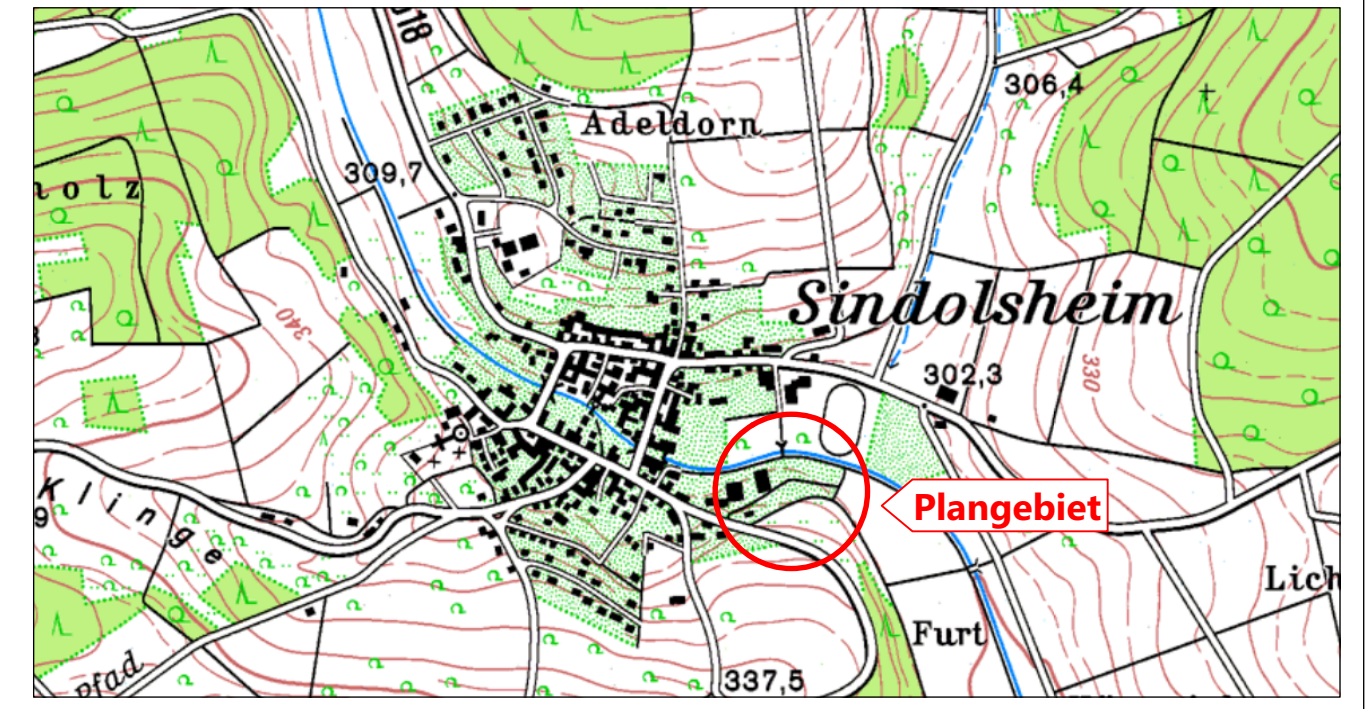 018
306,4
Adeldorn
309,7
holz
Sindolsheim
340
302,3
330
Klinge
9
Plangebiet
Lich
Furt
Pfad
337,5